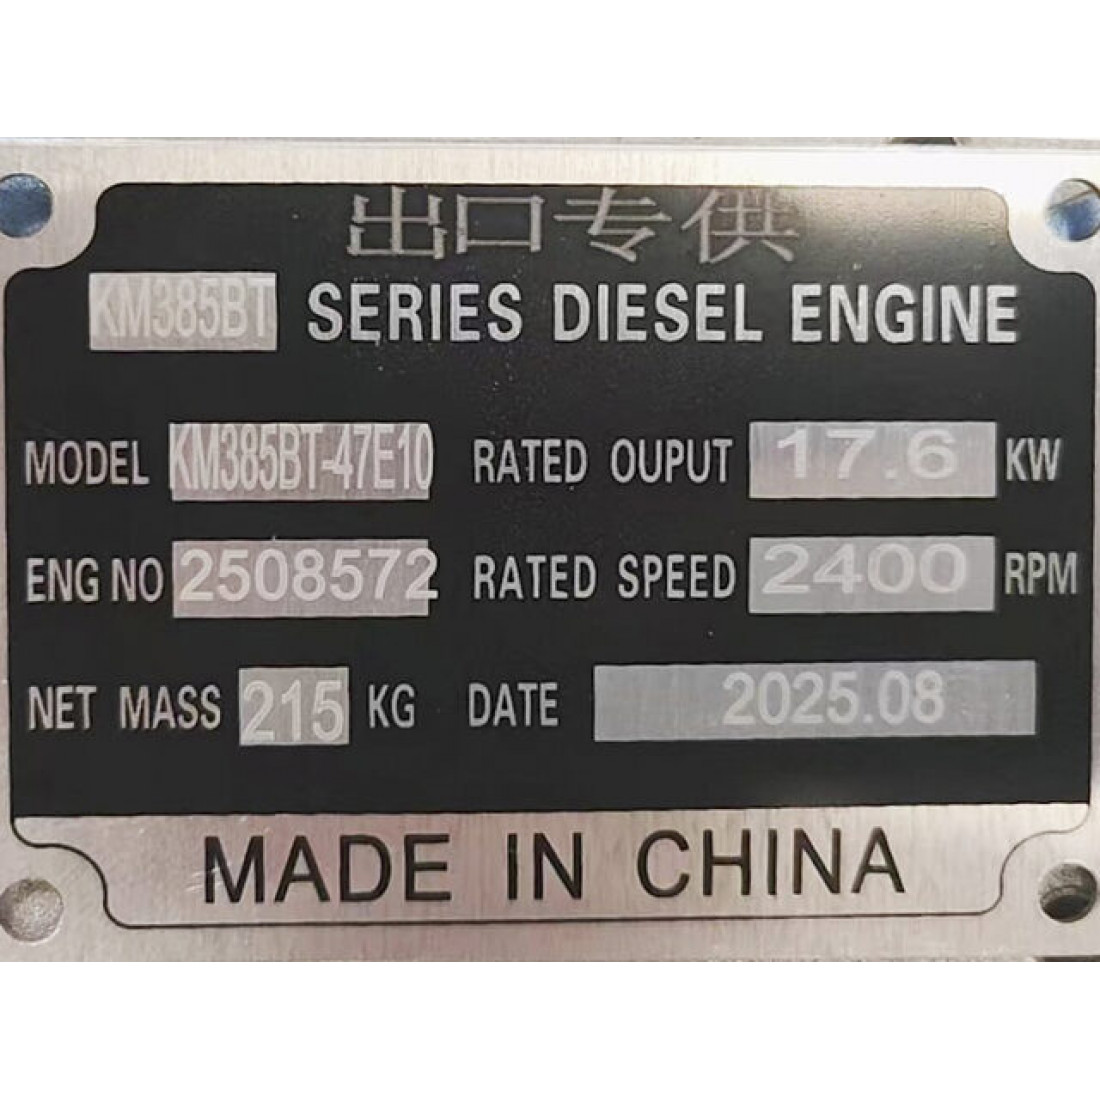 出口专供
KM385BT SERIES DIESEL ENGINE
MODEL KM385BT-47E10 RATED OUPUT 17.6 KW
ENG NO 2508572 RATED SPEED 2400 RPM
NET MASS 215 KG DATE 2025.08
MADE IN CHINA